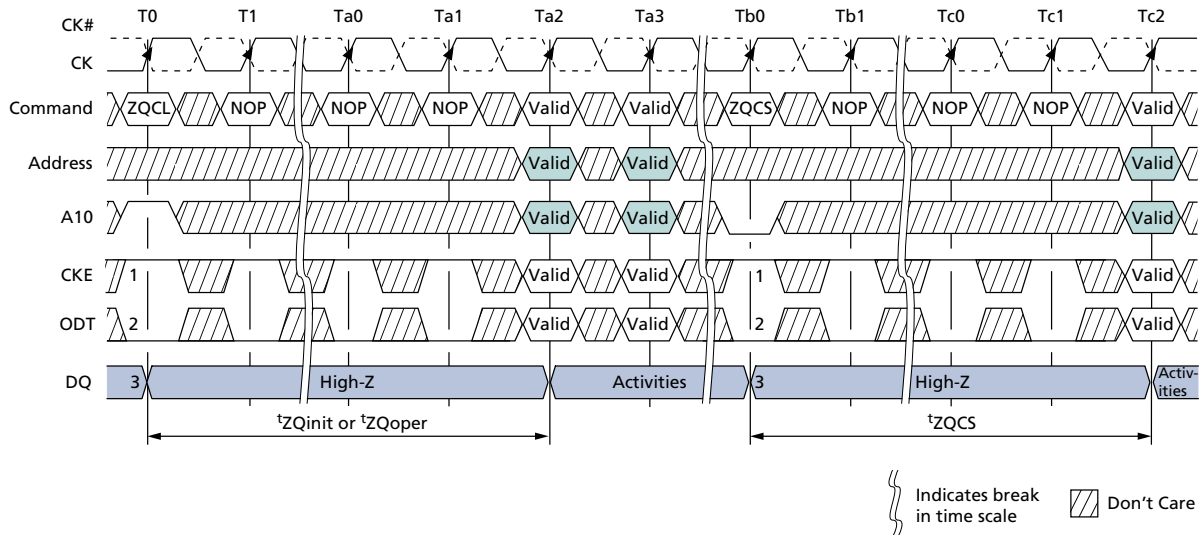 T0 T1 Ta0 Ta1 Ta2 Ta3 Tb0 Tb1 Tc0 Tc1 Tc2
CK#
CK
Command ZQCL NOP NOP NOP Valid Valid ZQCS NOP NOP NOP Valid
Address Valid Valid Valid
A10 Valid Valid Valid
CKE 1 Valid Valid 1 Valid
ODT 2 Valid Valid 2 Valid
DQ 3 High-Z Activities 3 High-Z Activ-
ities
tZQinit or tZQoper tZQCS
Indicates break
in time scale
Don't Care